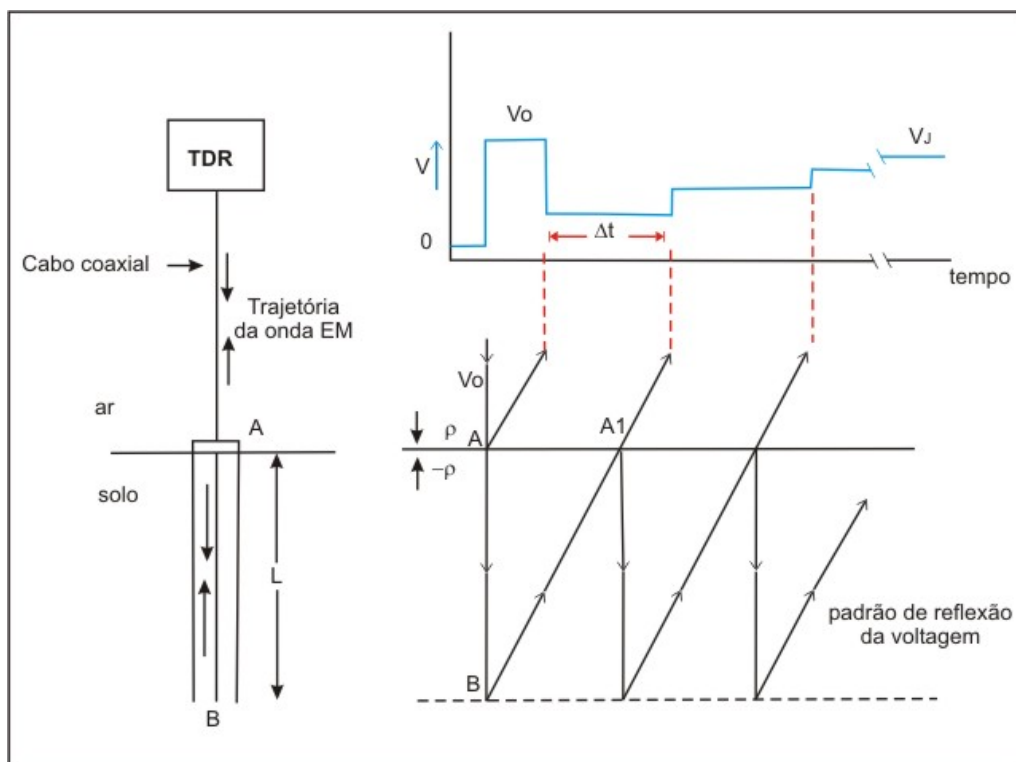 TDR
Cabo coaxial
Trajetória
da onda EM
ar
A
solo
L
B
Vo
VJ
V
0
Δt
tempo
Vo
A
ρ
A1
−ρ
B
padrão de reflexão
da voltagem